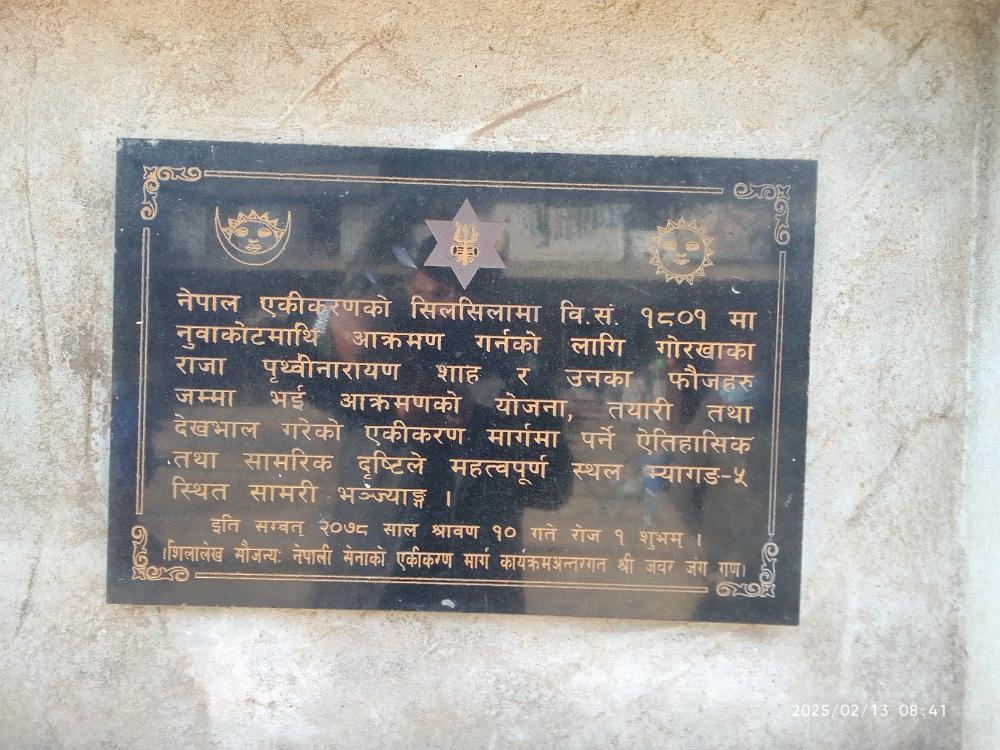 नेपाल एकीकरणको सिलसिलामा वि.सं. १८०१ मा
नुवाकोटमाथि आक्रमण गर्नको लागि गोरखाका
राजा पृथ्वीनारायण शाह र उनका फौजहरु
जम्मा भई आक्रमणको योजना, तयारी तथा
देखभाल गरेको एकीकरण मार्गमा पर्ने ऐतिहासिक
तथा सामरिक दृष्टिले महत्वपूर्ण स्थल म्यागङ-५
स्थित सामरी भञ्ज्याङ्ग ।
इति सम्वत् २०७८ साल श्रावण १० गते रोज १ शुभम् ।
।शिलालेख सौजन्यः नेपाली सेनाको एकीकरण मार्ग कार्यक्रमअन्तरगत श्री जवर जंग गण।
2025/02/13 08:41